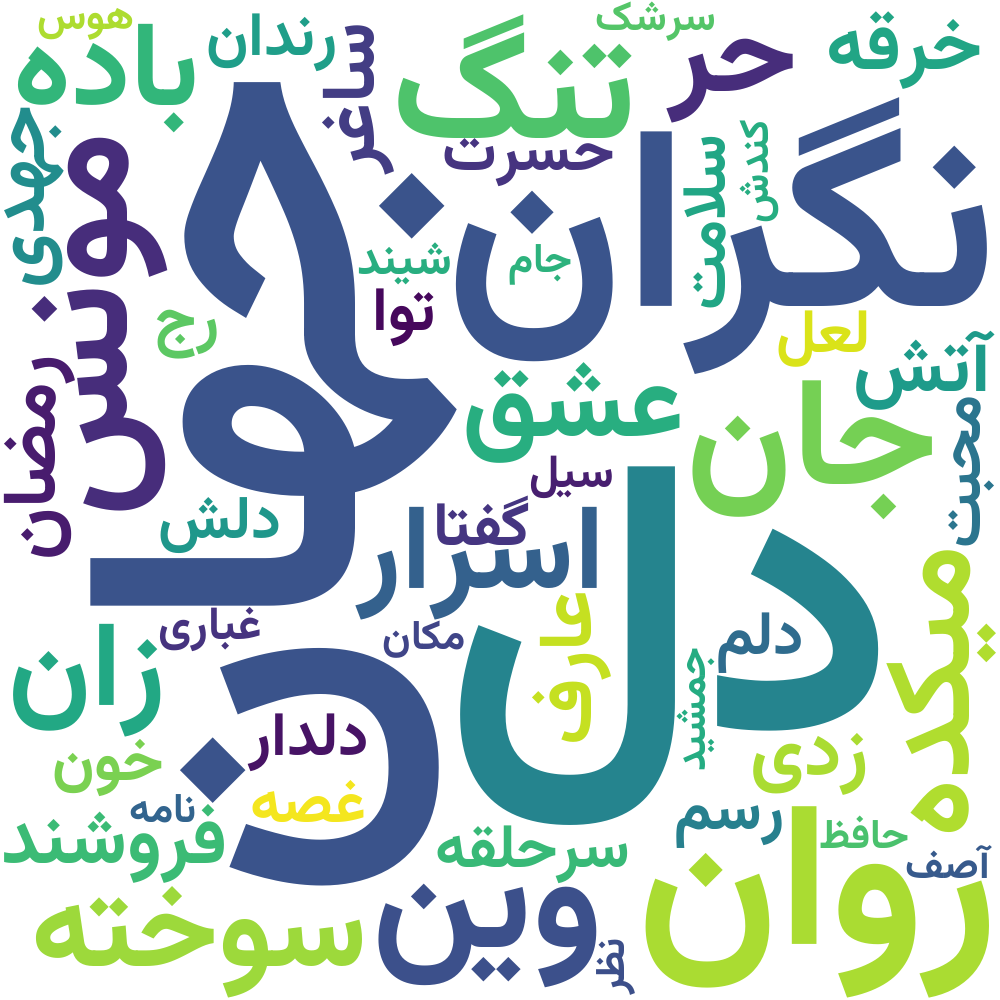 هوس
باده
رندان
ساغر
تنگ
سرشک
حر
خرقه
جهدی
مونس
حسرت
سلامت
کندش
نگران
جهان
شیند
جام
توا
رج
لعل
آتش
رمضان
عشق
جان
محبت
سیل
دلش
گفتا
اسرار
دل
غباری
مکان
عارف
دلم
میکده
زان
جمشید
دلدار
خون
زدی
غصه
نامه
رسم
فروشند
سرحلقه
حافظ
آصف
سوخته
وین
نظر
روان